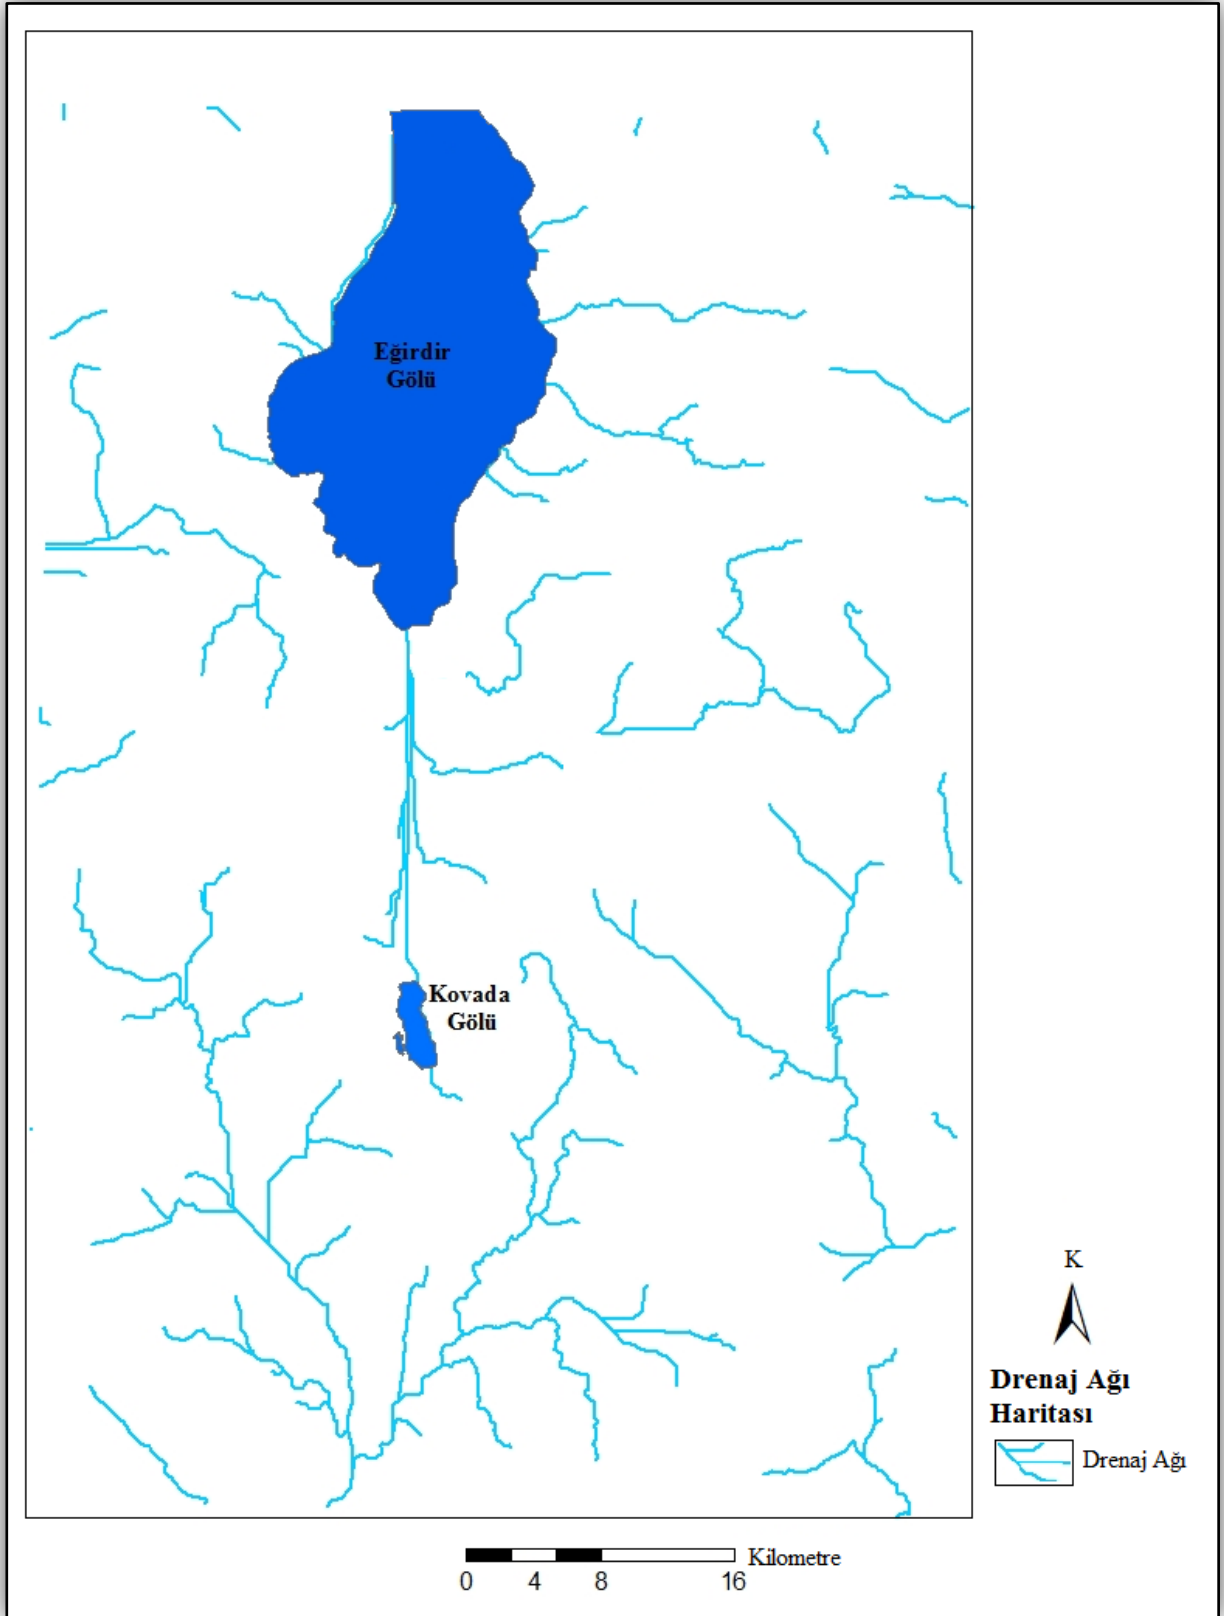 Eğirdir
Gölü
Kovada
Gölü
K
Drenaj Ağı
Haritası
Drenaj Ağı
Kilometre
0 4 8 16